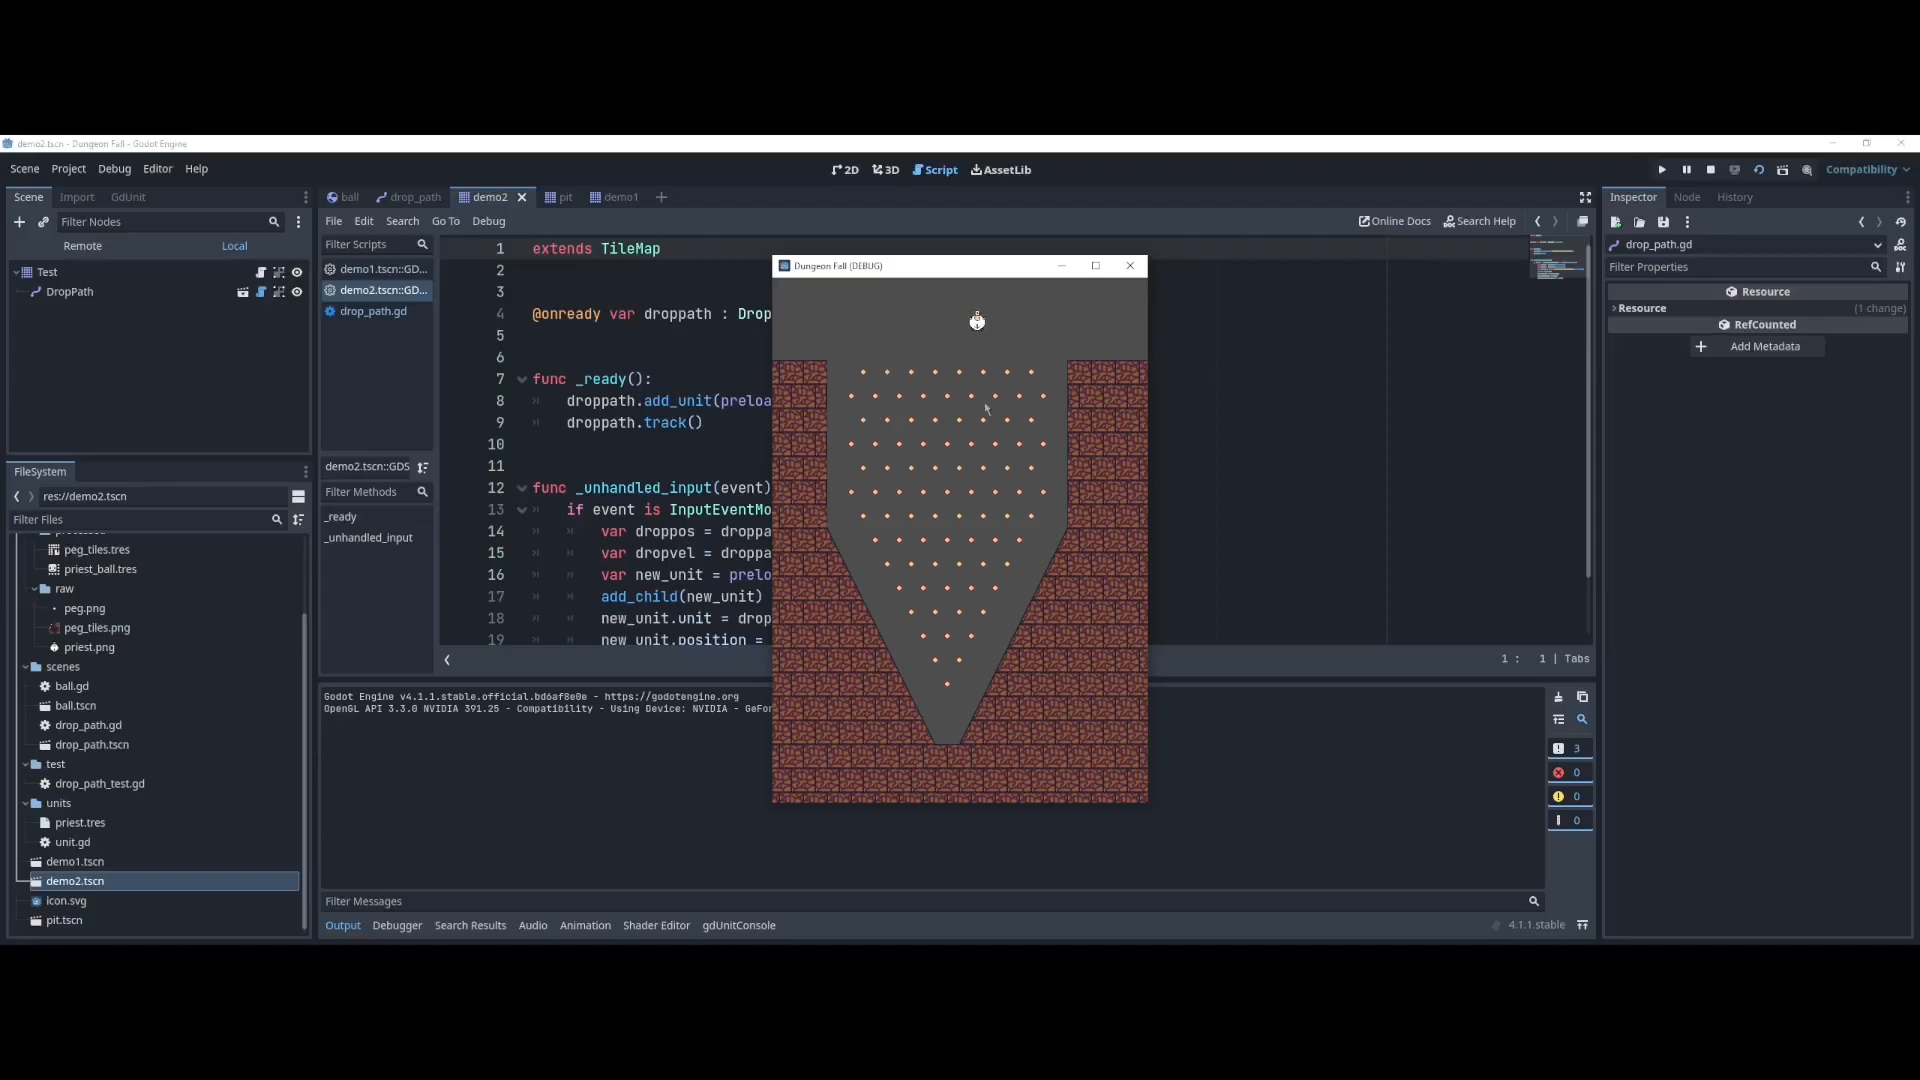 demo2.tscn - Dungeon Fall - Godot Engine
Scene Project Debug Editor Help
2D 3D Script AssetLib
Compatibility
Scene Import GdUnit
Filter Nodes
Remote Local
Test
DropPath
FileSystem
res://demo2.tscn
Filter Files
peg_tiles.tres
priest_ball.tres
raw
peg.png
peg_tiles.png
priest.png
scenes
ball.gd
ball.tscn
drop_path.gd
drop_path.tscn
test
drop_path_test.gd
units
priest.tres
unit.gd
demo1.tscn
demo2.tscn
icon.svg
pit.tscn
ball drop_path demo2 pit demo1
File Edit Search Go To Debug
Online Docs Search Help
Filter Scripts
demo1.tscn::GD...
demo2.tscn::GD...
drop_path.gd
demo2.tscn::GDS
Filter Methods
_ready
_unhandled_input
1 extends TileMap
2
3
4 @onready var droppath : Drop
5
6
7 func _ready():
8 droppath.add_unit(preloa
9 droppath.track()
10
11
12 func _unhandled_input(event)
13 if event is InputEventMo
14 var droppos = droppa
15 var dropvel = droppa
16 var new_unit = prelo
17 add_child(new_unit)
18 new_unit.unit = drop
19 new_unit.position =
1 : 1 | Tabs
Dungeon Fall (DEBUG)
Godot Engine v4.1.1.stable.official.bd6af8e0e - https://godotengine.org
OpenGL API 3.3.0 NVIDIA 391.25 - Compatibility - Using Device: NVIDIA - GeFor
3
0
0
0
Filter Messages
Output Debugger Search Results Audio Animation Shader Editor gdUnitConsole
4.1.1.stable
Inspector Node History
drop_path.gd
Filter Properties
Resource
Resource (1 change)
RefCounted
Add Metadata